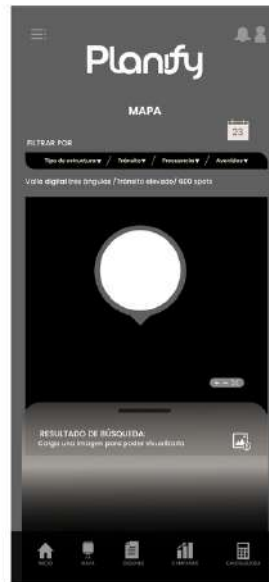 Planify
MAPA
23
FILTRAR POR
Tipo de estructura / Tránsito / Frecuencia / Avenidas
Valla digital tres ángulos /Tránsito elevado/ 600 spots
RESULTADO DE BÚSQUEDA:
Carga una imagen para poder visualizarla
INICIO
MAPA
COMPARAR
CALCULADORA